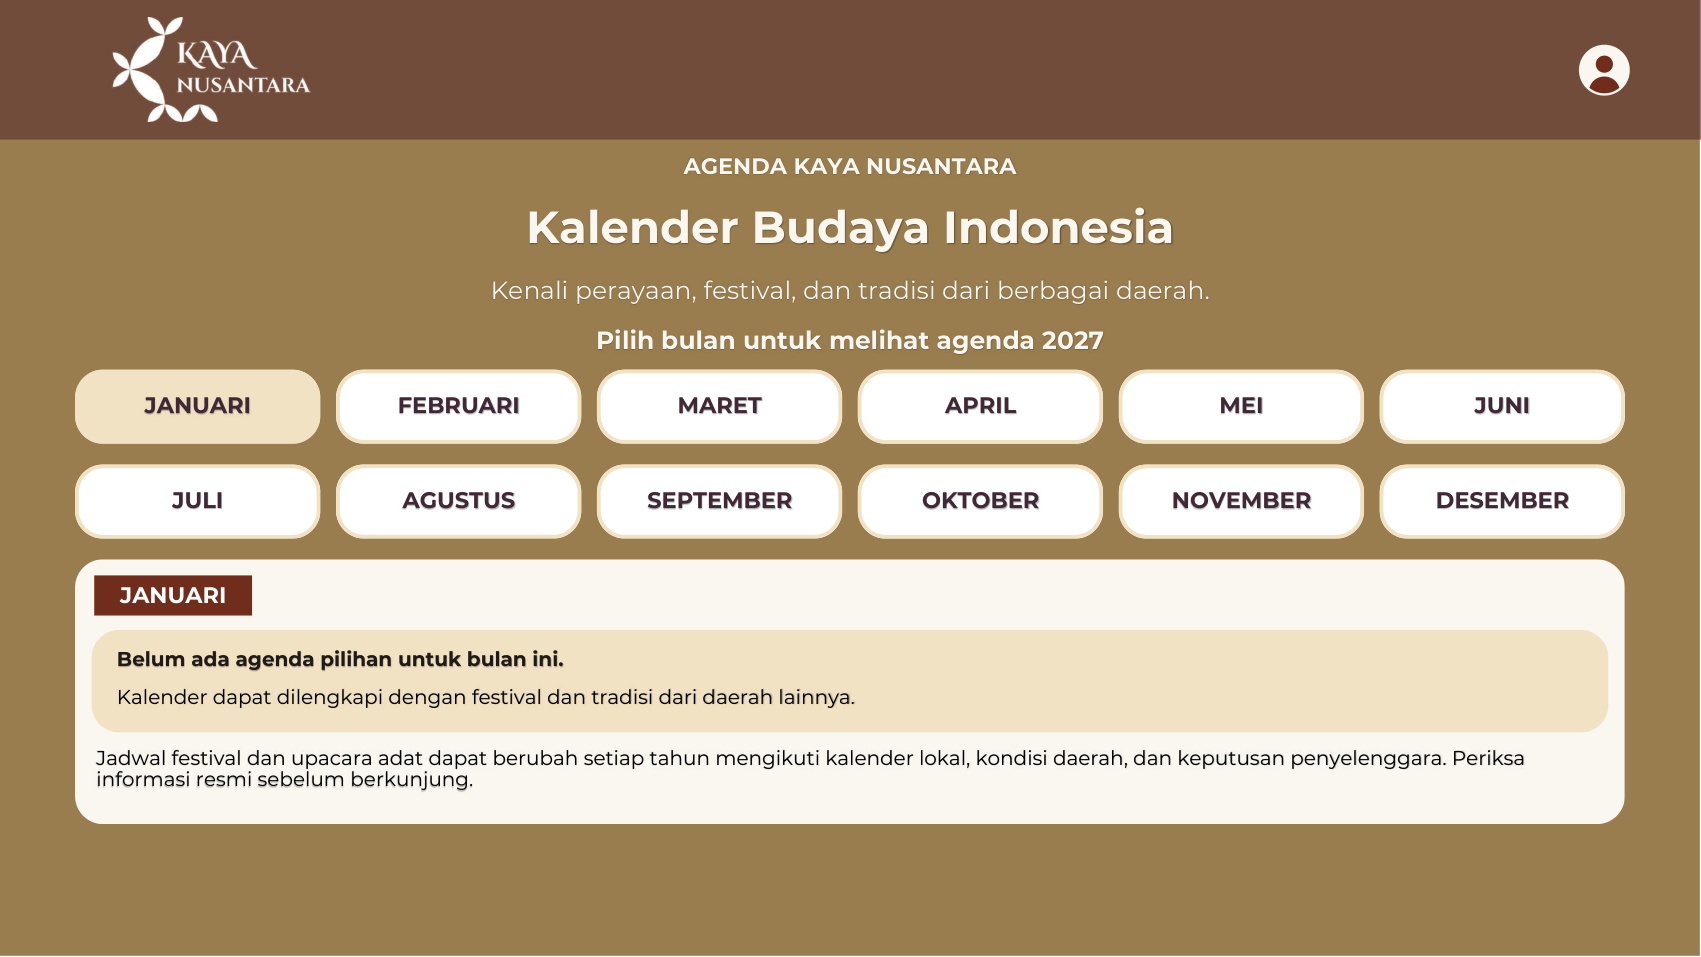 KAYA
NUSANTARA
AGENDA KAYA NUSANTARA
Kalender Budaya Indonesia
Kenali perayaan, festival, dan tradisi dari berbagai daerah.
Pilih bulan untuk melihat agenda 2027
JANUARI
FEBRUARI
MARET
APRIL
MEI
JUNI
JULI
AGUSTUS
SEPTEMBER
OKTOBER
NOVEMBER
DESEMBER
JANUARI
Belum ada agenda pilihan untuk bulan ini.
Kalender dapat dilengkapi dengan festival dan tradisi dari daerah lainnya.
Jadwal festival dan upacara adat dapat berubah setiap tahun mengikuti kalender lokal, kondisi daerah, dan keputusan penyelenggara. Periksa
informasi resmi sebelum berkunjung.